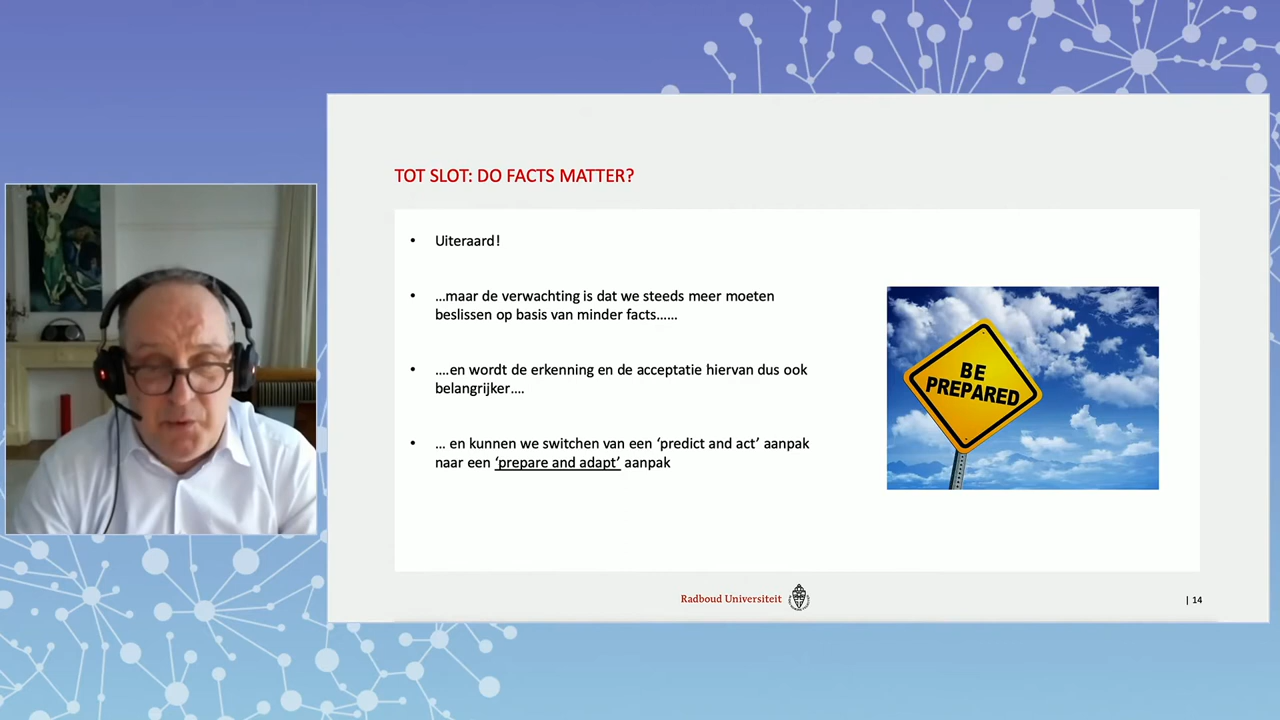 TOT SLOT: DO FACTS MATTER?
• Uiteraard!
• …maar de verwachting is dat we steeds meer moeten
beslissen op basis van minder facts……
• ….en wordt de erkenning en de acceptatie hiervan dus ook
belangrijker….
• … en kunnen we switchen van een ‘predict and act’ aanpak
naar een ‘prepare and adapt’ aanpak
BE
PREPARED
Radboud Universiteit
| 14